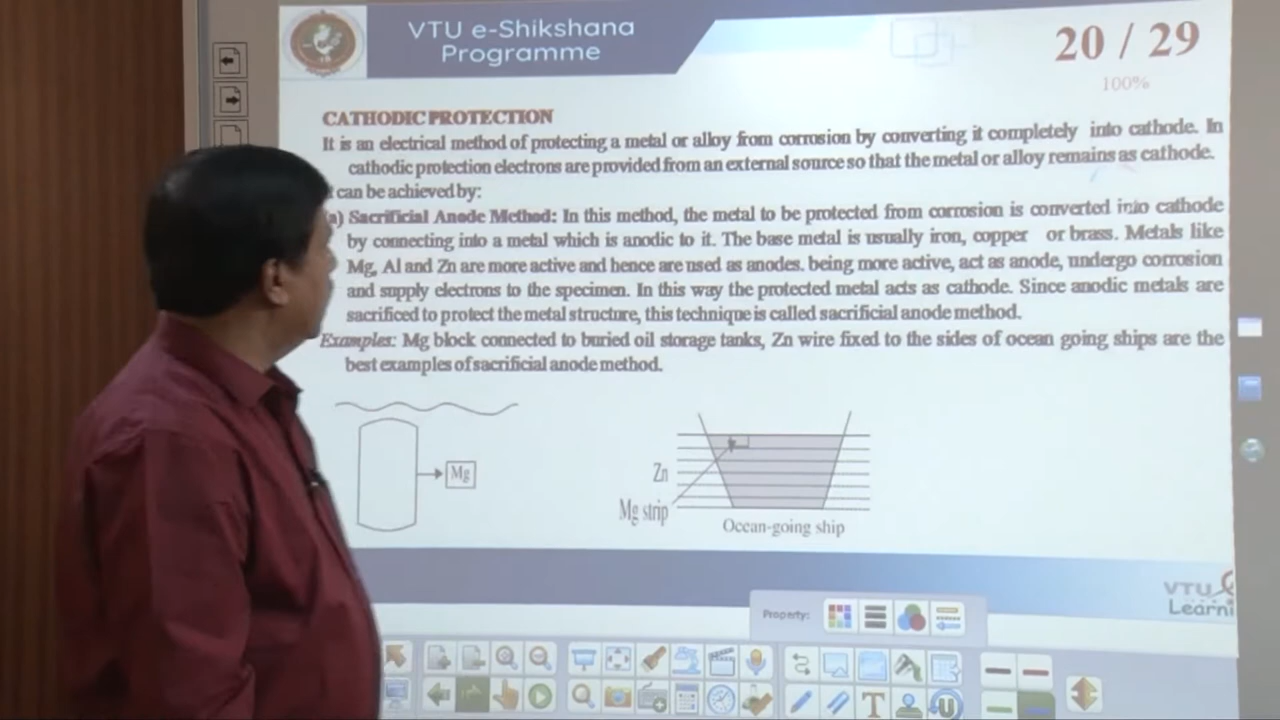 VTU e-Shikshana
Programme
20 / 29
100%
CATHODIC PROTECTION
It is an electrical method of protecting a metal or alloy from corrosion by converting it completely into cathode. In
cathodic protection electrons are provided from an external source so that the metal or alloy remains as cathode.
can be achieved by:
a) Sacrificial Anode Method: In this method, the metal to be protected from corrosion is converted into cathode
by connecting into a metal which is anodic to it. The base metal is usually iron, copper or brass. Metals like
Mg, Al and Zn are more active and hence are used as anodes. being more active, act as anode, undergo corrosion
and supply electrons to the specimen. In this way the protected metal acts as cathode. Since anodic metals are
sacrificed to protect the metal structure, this technique is called sacrificial anode method.
Examples: Mg block connected to buried oil storage tanks, Zn wire fixed to the sides of ocean going ships are the
best examples of sacrificial anode method.
Mg
Zn
Mg strip
Ocean-going ship
VTU
Learni
Property:
T
U